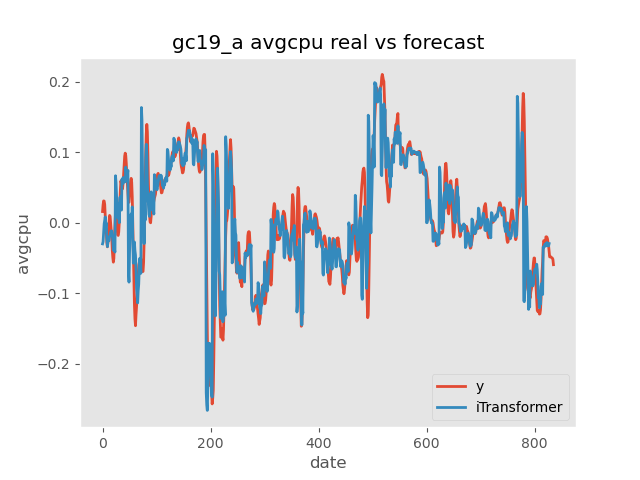 gc19_a avgcpu real vs forecast
0.2
0.1
0.0
−0.1
−0.2
avgcpu
0
200
400
600
800
date
y
iTransformer